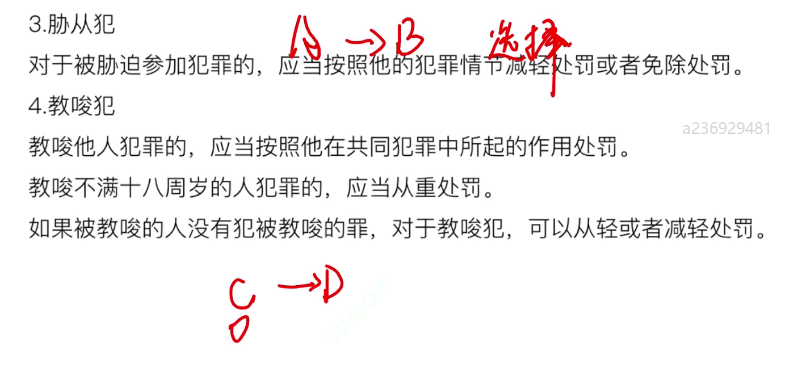 3.胁从犯
A → B 选择
对于被胁迫参加犯罪的，应当按照他的犯罪情节减轻处罚或者免除处罚。
4.教唆犯
a236929481
教唆他人犯罪的，应当按照他在共同犯罪中所起的作用处罚。
教唆不满十八周岁的人犯罪的，应当从重处罚。
如果被教唆的人没有犯被教唆的罪，对于教唆犯，可以从轻或者减轻处罚。
C → D
0